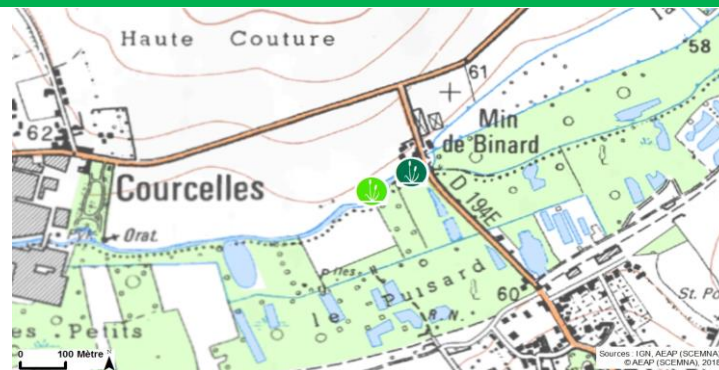 Haute Couture
58
61
Min
de Binard
62
Courcelles
D 194E
Orat.
le Puisard
60
R. N.
St. Po
es Petits
0 100 Mètre
Sources : IGN, AEAP (SCEMNA)
© AEAP (SCEMNA), 2018